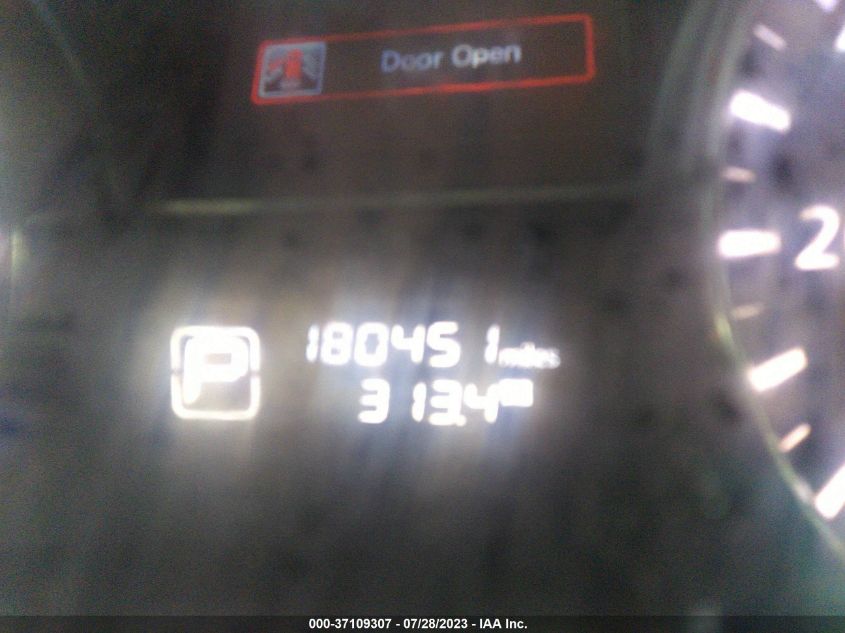 Door Open
P
180451 miles
313.4
2
000-37109307 - 07/28/2023 - IAA Inc.